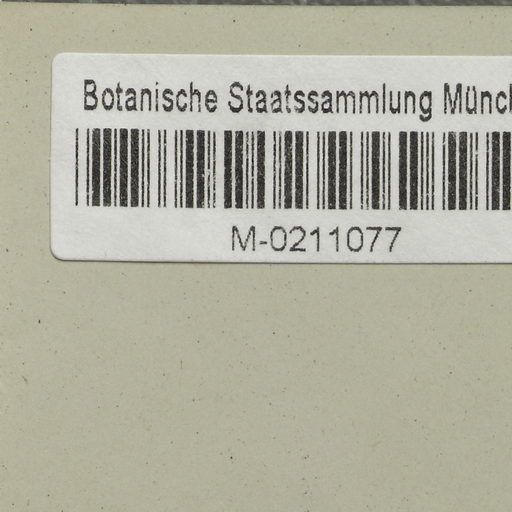 Botanische Staatssammlung Münc
M-0211077